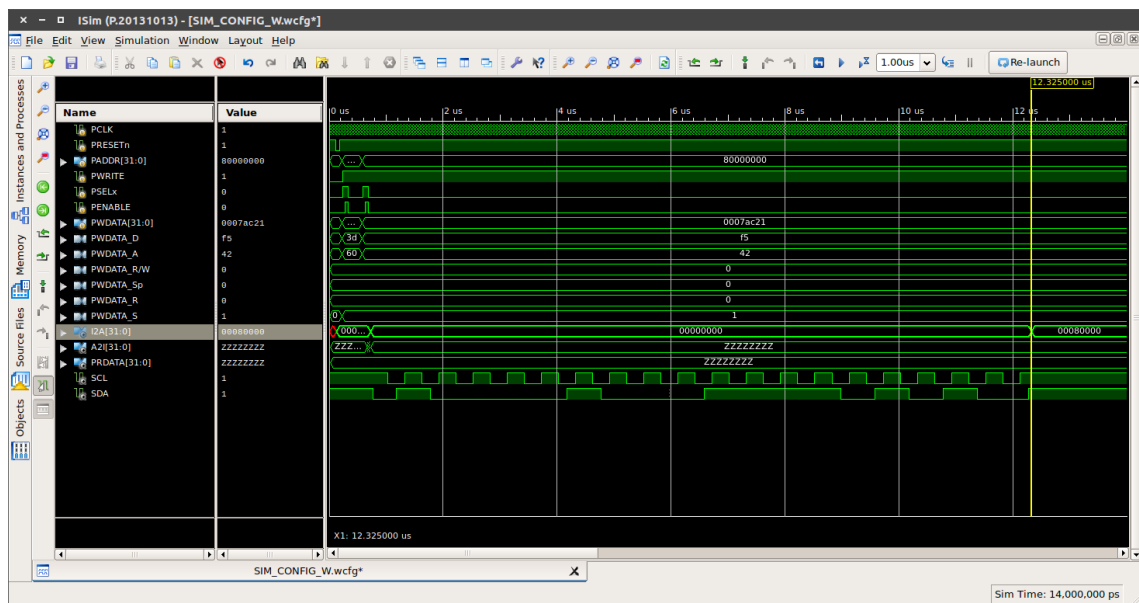 ISim (P.20131013) - [SIM_CONFIG_W.wcfg*]
File Edit View Simulation Window Layout Help
1.00us Re-launch
12.325000 us
Name Value
0 us 2 us 4 us 6 us 8 us 10 us 12 us
PCLK 1
PRESETn 1
PADDR[31:0] 80000000 ... 80000000
PWRITE 1
PSELx 0
PENABLE 0
PWDATA[31:0] 0007ac21 ... 0007ac21
PWDATA_D f5 3d f5
PWDATA_A 42 60 42
PWDATA_R/W 0 0
PWDATA_Sp 0 0
PWDATA_R 0 0
PWDATA_S 1 0 1
I2A[31:0] 00080000 000... 00000000 00080000
A2I[31:0] ZZZZZZZZ ZZZ... ZZZZZZZZ
PRDATA[31:0] ZZZZZZZZ ZZZZZZZZ
SCL 1
SDA 1
Instances and Processes
Memory
Source Files
Objects
X1: 12.325000 us
SIM_CONFIG_W.wcfg*
Sim Time: 14,000,000 ps